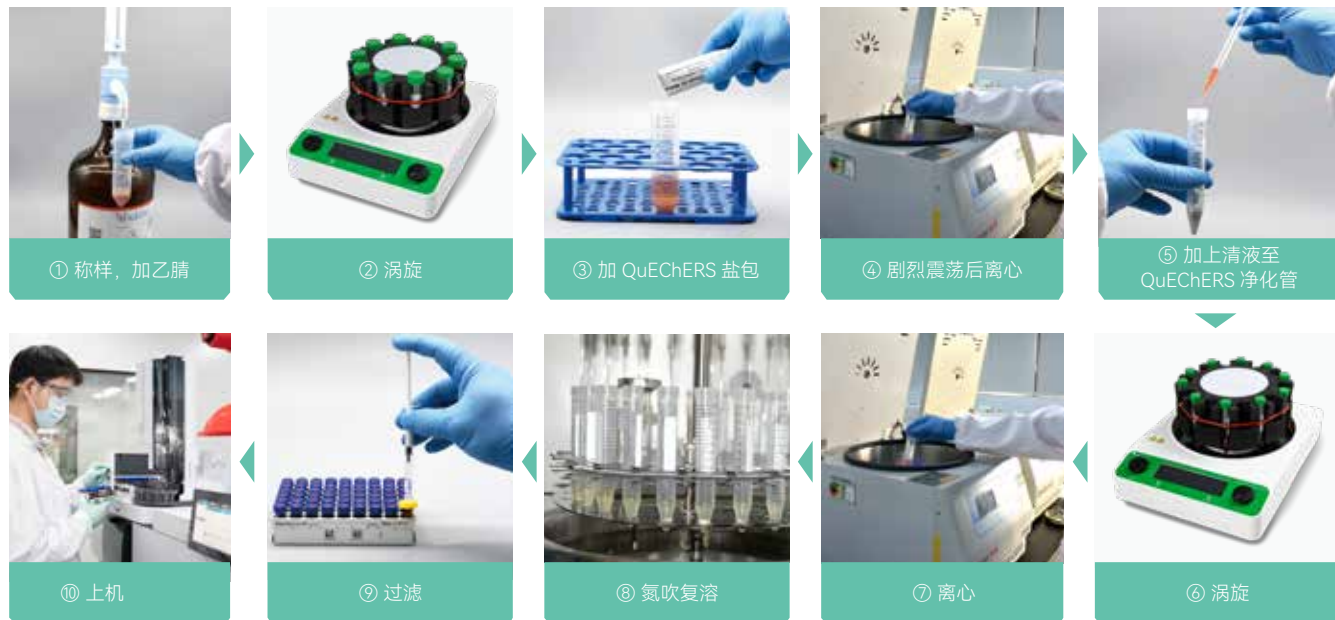 ① 称样，加乙腈
② 涡旋
③ 加 QuEChERS 盐包
④ 剧烈震荡后离心
⑤ 加上清液至
QuEChERS 净化管
⑥ 涡旋
⑦ 离心
⑧ 氮吹复溶
⑨ 过滤
⑩ 上机